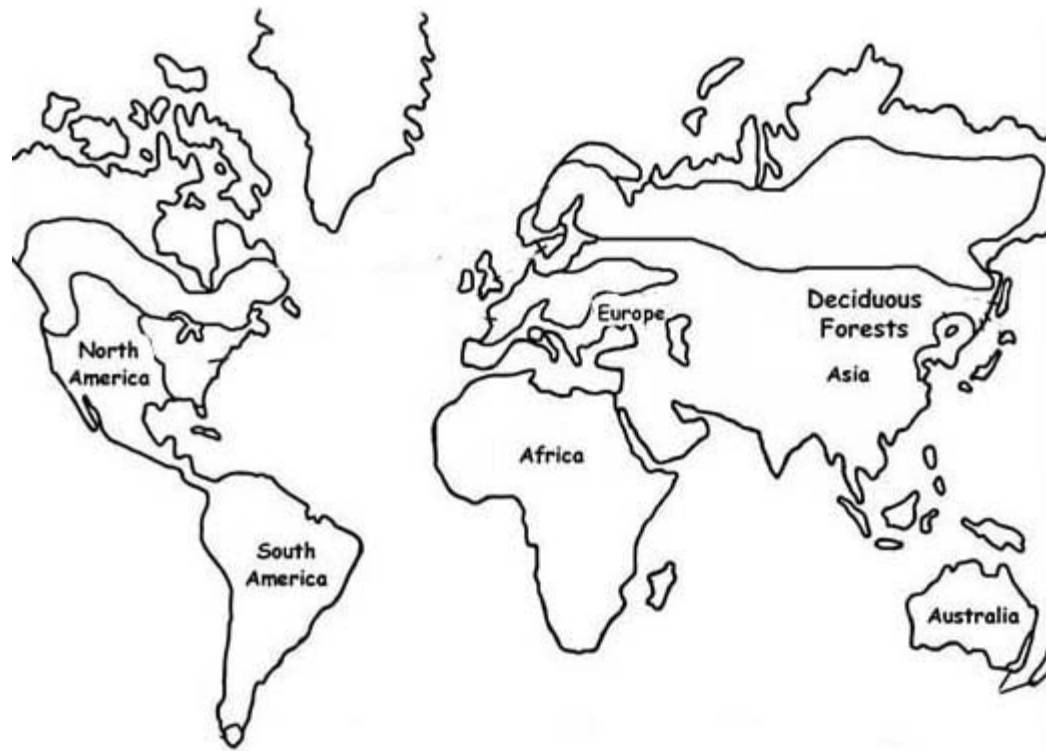 Deciduous
Forests
Europe
North
America
Asia
Africa
South
America
Australia